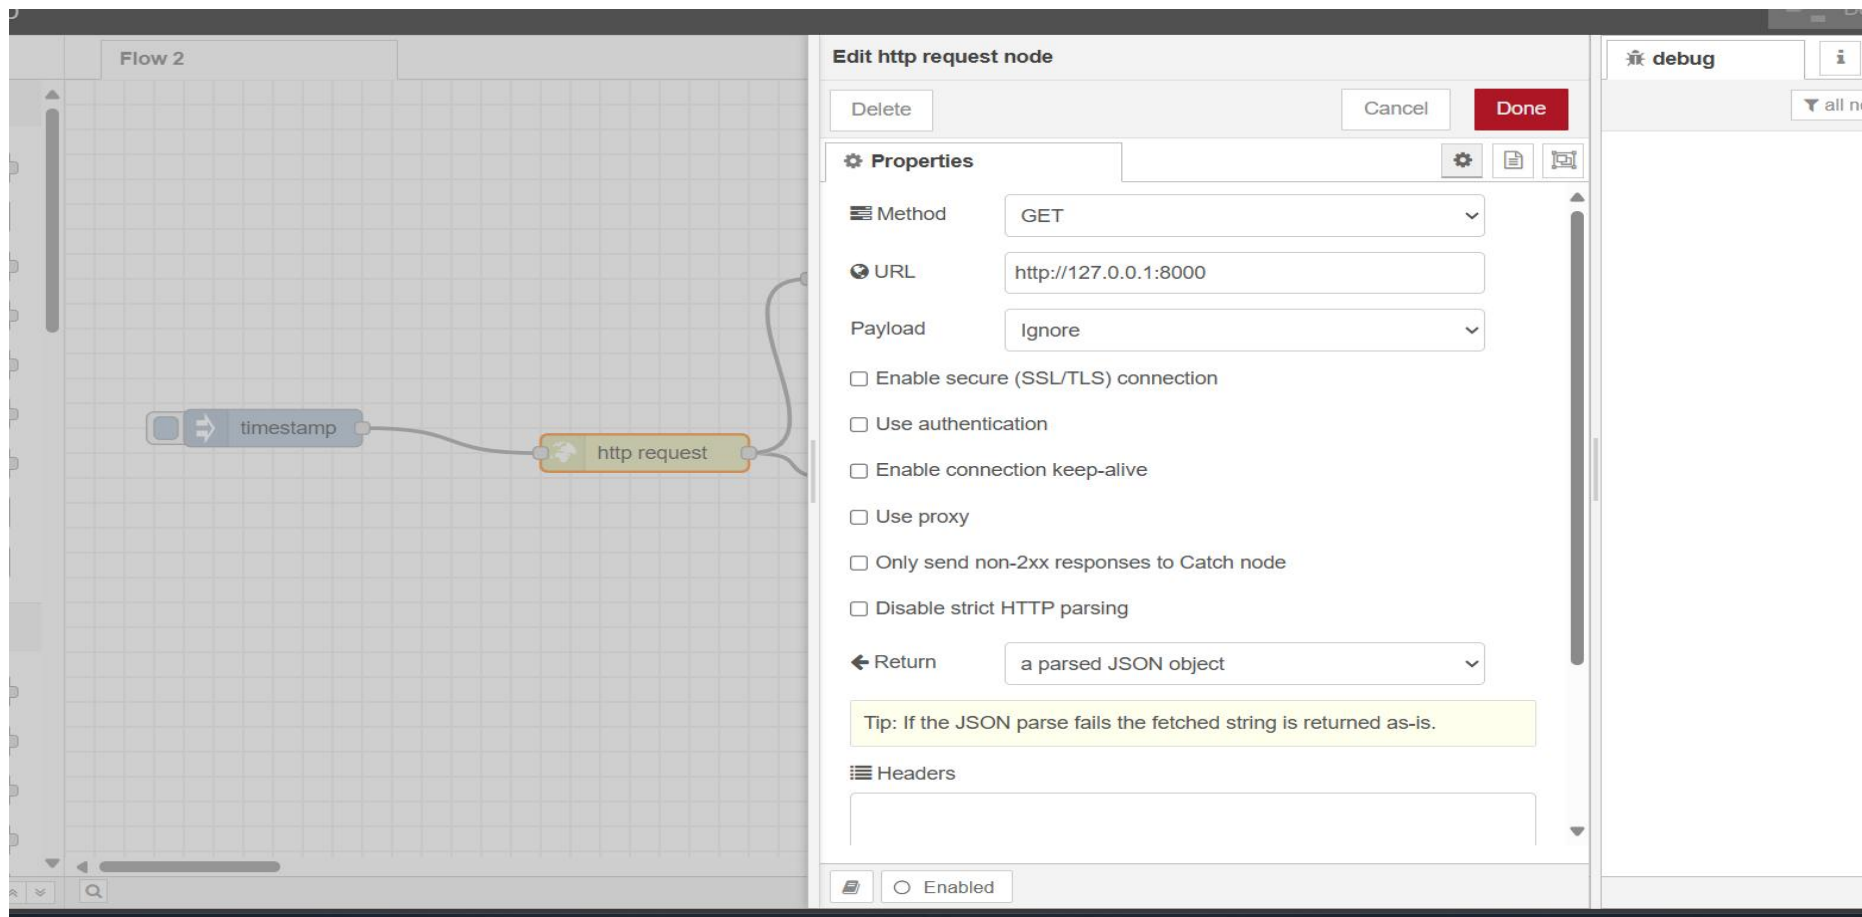 Flow 2
timestamp
http request
Edit http request node
Delete
Cancel
Done
Properties
Method
GET
URL
http://127.0.0.1:8000
Payload
Ignore
Enable secure (SSL/TLS) connection
Use authentication
Enable connection keep-alive
Use proxy
Only send non-2xx responses to Catch node
Disable strict HTTP parsing
Return
a parsed JSON object
Tip: If the JSON parse fails the fetched string is returned as-is.
Headers
Enabled
debug
i
all